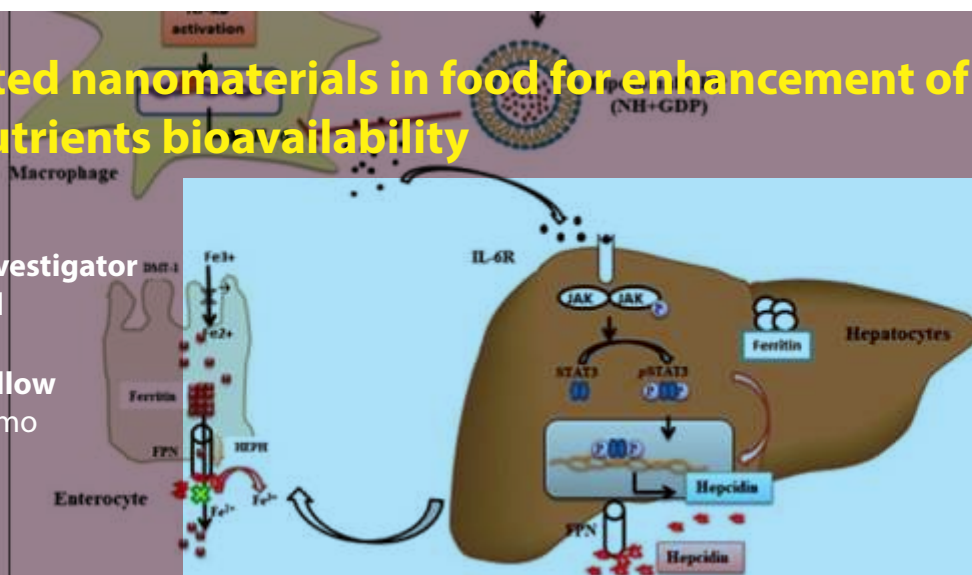 activation
ted nanomaterials in food for enhancement of
utrients bioavailability
(NH+GDP)
Macrophage
vestigator
DMT-1
Fe3+
IL-6R
JAK JAK P
Fe2+
Ferritin
Hepatocytes
llow
STAT3 pSTAT3
P P
Ferritin
mo
FPN
HEPH
P P
Enterocyte
Fe²⁺
Fe³⁺
Hepcidin
FPN
Hepcidin